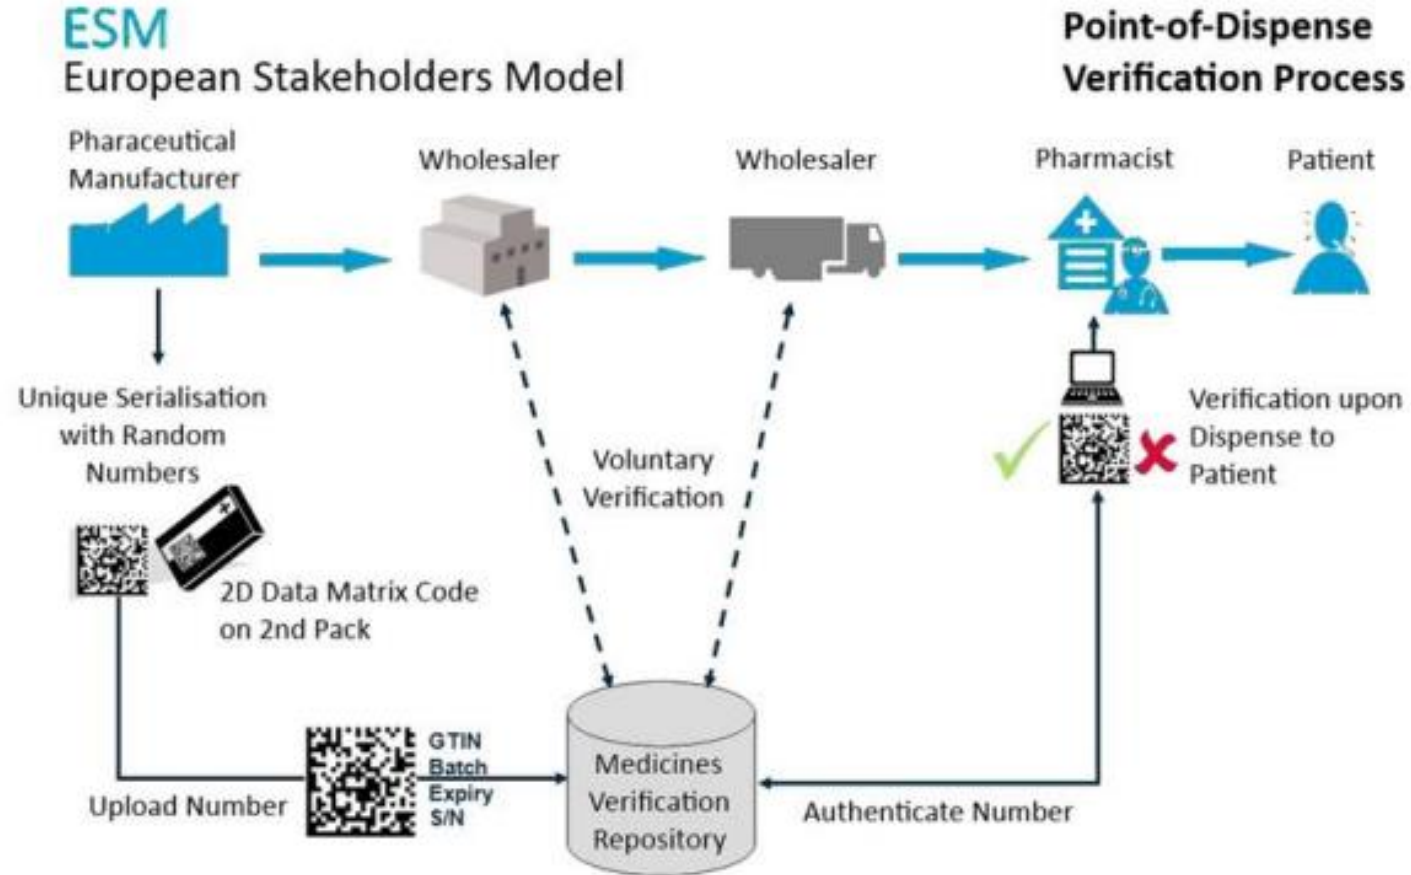 ESM
European Stakeholders Model
Point-of-Dispense
Verification Process
Pharaceutical
Manufacturer
Wholesaler
Wholesaler
Pharmacist
Patient
Unique Serialisation
with Random
Numbers
2D Data Matrix Code
on 2nd Pack
Voluntary
Verification
Verification upon
Dispense to
Patient
Upload Number
GTIN
Batch
Expiry
S/N
Medicines
Verification
Repository
Authenticate Number